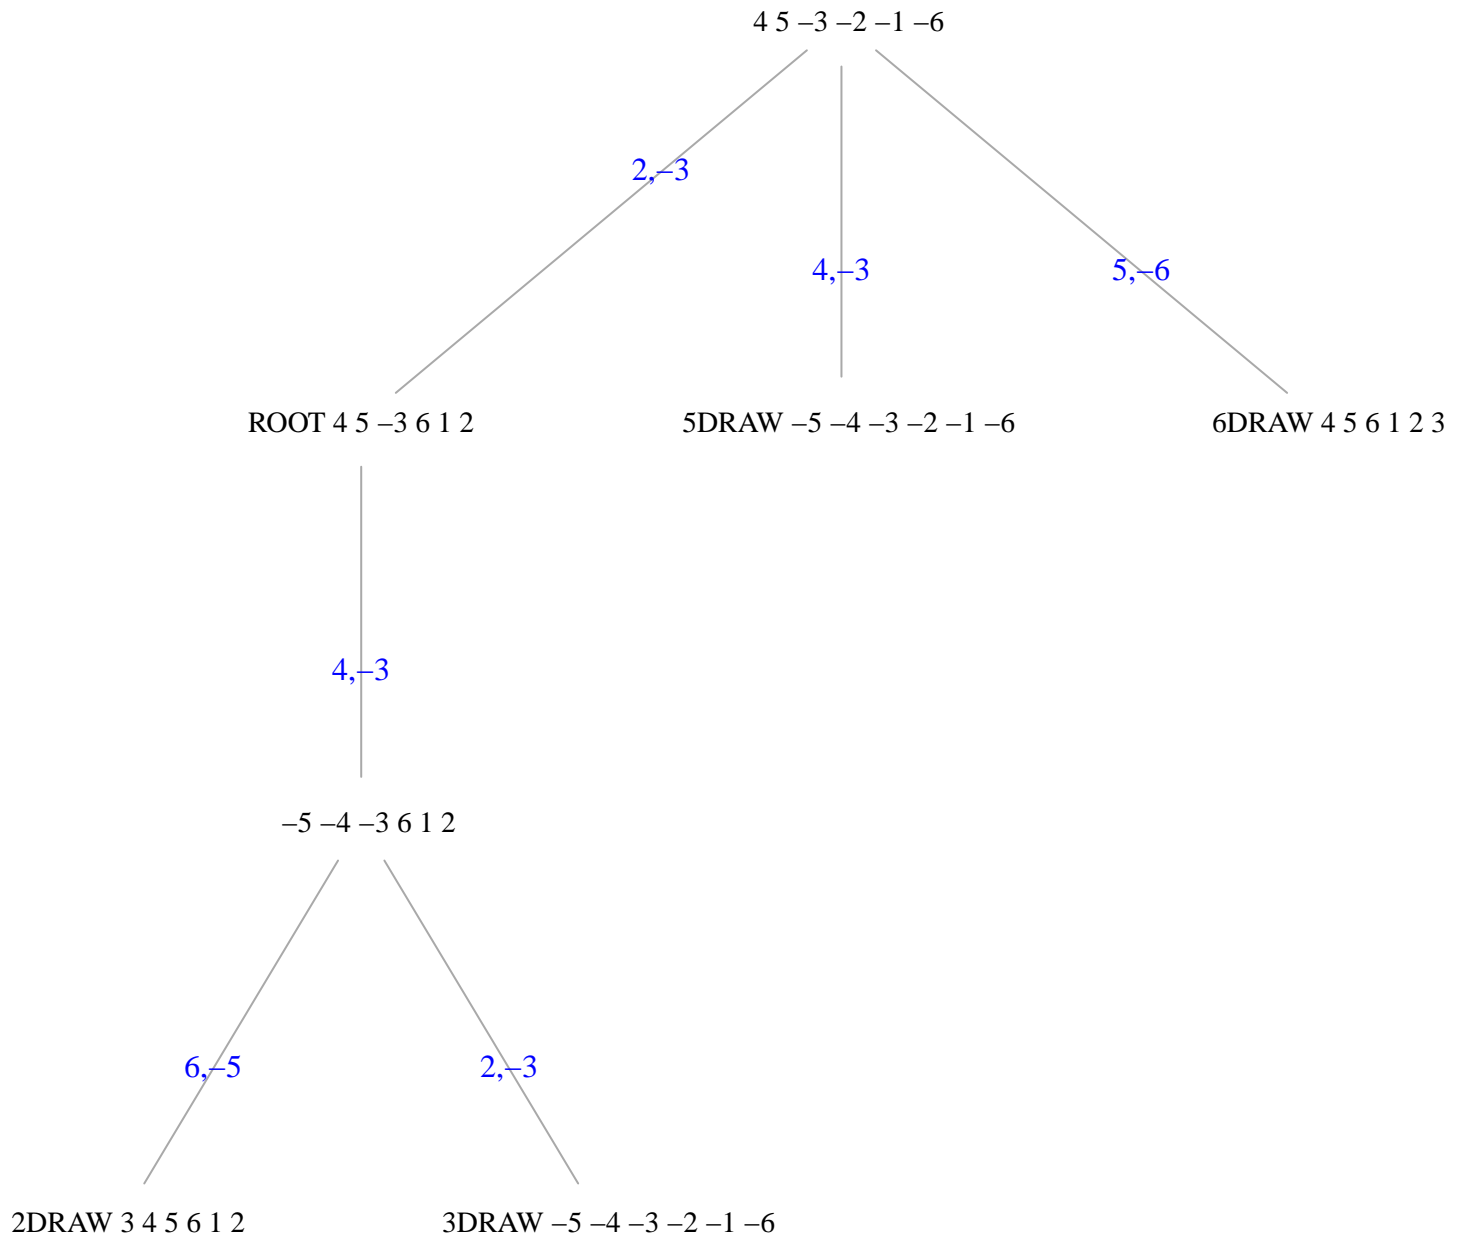 4 5 –3 –2 –1 –6
2,–3
4,–3
5,–6
ROOT 4 5 –3 6 1 2
5DRAW –5 –4 –3 –2 –1 –6
6DRAW 4 5 6 1 2 3
4,–3
–5 –4 –3 6 1 2
6,–5
2,–3
2DRAW 3 4 5 6 1 2
3DRAW –5 –4 –3 –2 –1 –6